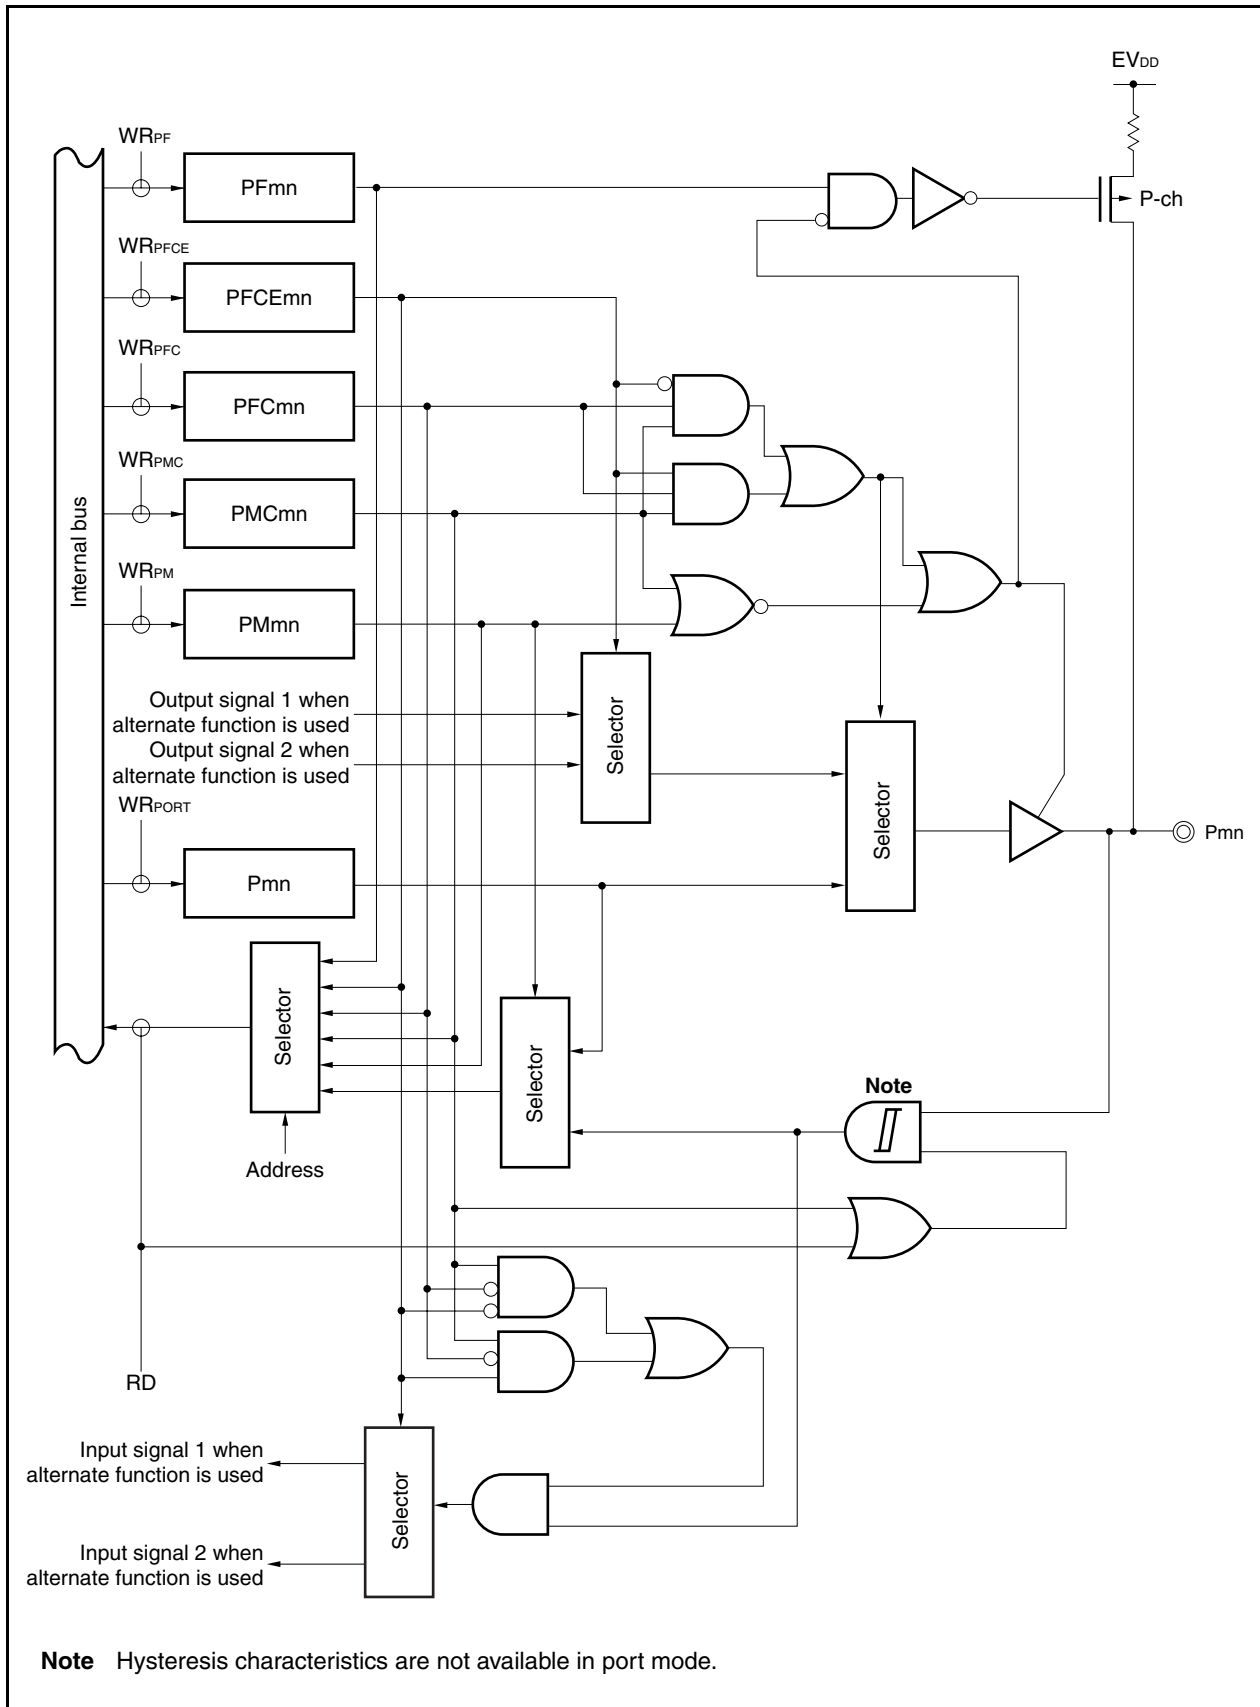 EVDD
WRPF
PFmn
P-ch
WRPFCE
PFCEmn
WRPFC
PFCmn
WRPMC
PMCmn
Internal bus
WRPM
PMmn
Output signal 1 when
alternate function is used
Output signal 2 when
alternate function is used
Selector
Selector
WRPORT
Pmn
Pmn
Selector
Selector
Note
Address
RD
Input signal 1 when
alternate function is used
Selector
Input signal 2 when
alternate function is used
Note Hysteresis characteristics are not available in port mode.